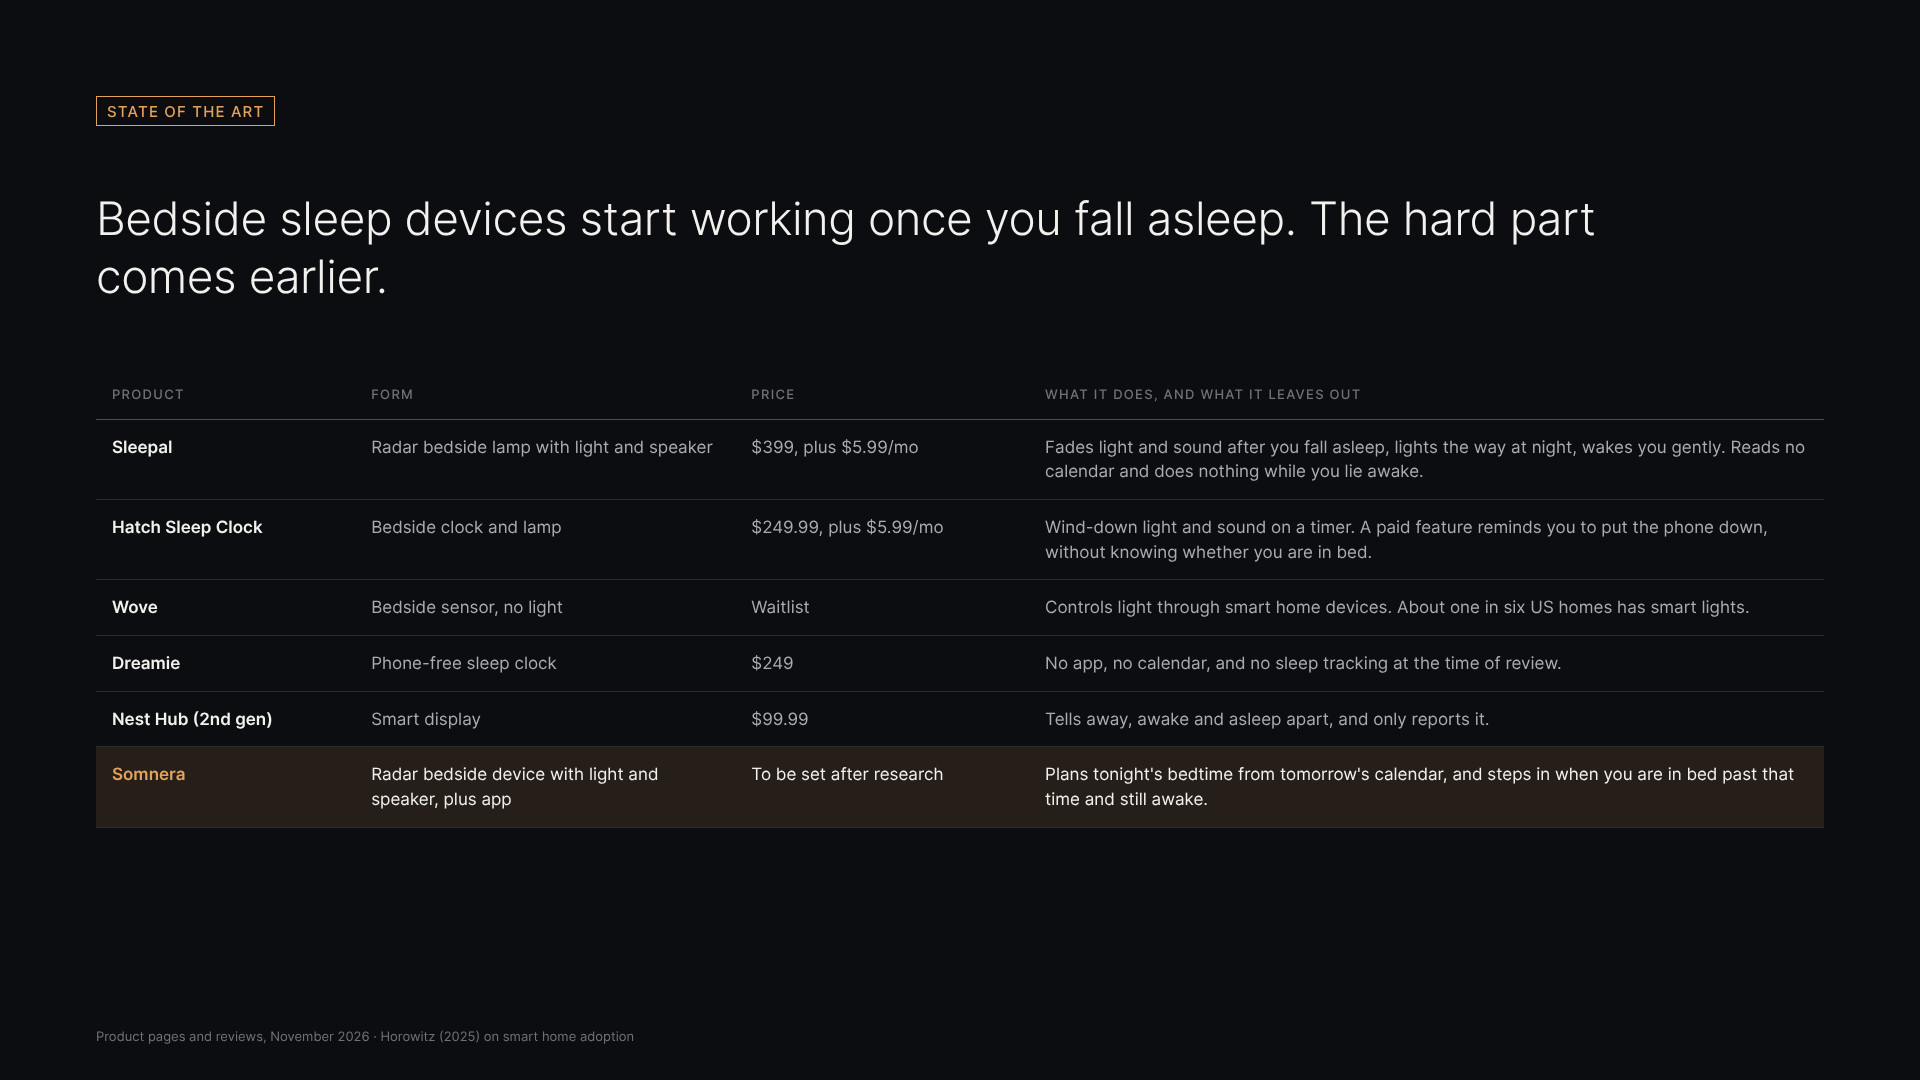 STATE OF THE ART
Bedside sleep devices start working once you fall asleep. The hard part
comes earlier.
PRODUCT FORM PRICE WHAT IT DOES, AND WHAT IT LEAVES OUT
Sleepal Radar bedside lamp with light and speaker $399, plus $5.99/mo Fades light and sound after you fall asleep, lights the way at night, wakes you gently. Reads no
calendar and does nothing while you lie awake.
Hatch Sleep Clock Bedside clock and lamp $249.99, plus $5.99/mo Wind-down light and sound on a timer. A paid feature reminds you to put the phone down,
without knowing whether you are in bed.
Wove Bedside sensor, no light Waitlist Controls light through smart home devices. About one in six US homes has smart lights.
Dreamie Phone-free sleep clock $249 No app, no calendar, and no sleep tracking at the time of review.
Nest Hub (2nd gen) Smart display $99.99 Tells away, awake and asleep apart, and only reports it.
Somnera Radar bedside device with light and To be set after research Plans tonight's bedtime from tomorrow's calendar, and steps in when you are in bed past that
speaker, plus app time and still awake.
Product pages and reviews, November 2026 · Horowitz (2025) on smart home adoption